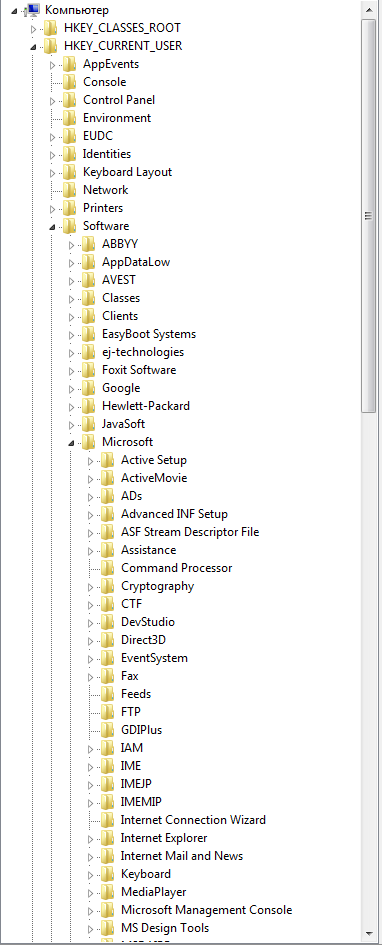 Компьютер
HKEY_CLASSES_ROOT
HKEY_CURRENT_USER
AppEvents
Console
Control Panel
Environment
EUDC
Identities
Keyboard Layout
Network
Printers
Software
ABBYY
AppDataLow
AVEST
Classes
Clients
EasyBoot Systems
ej-technologies
Foxit Software
Google
Hewlett-Packard
JavaSoft
Microsoft
Active Setup
ActiveMovie
ADs
Advanced INF Setup
ASF Stream Descriptor File
Assistance
Command Processor
Cryptography
CTF
DevStudio
Direct3D
EventSystem
Fax
Feeds
FTP
GDIPlus
IAM
IME
IMEJP
IMEMIP
Internet Connection Wizard
Internet Explorer
Internet Mail and News
Keyboard
MediaPlayer
Microsoft Management Console
MS Design Tools